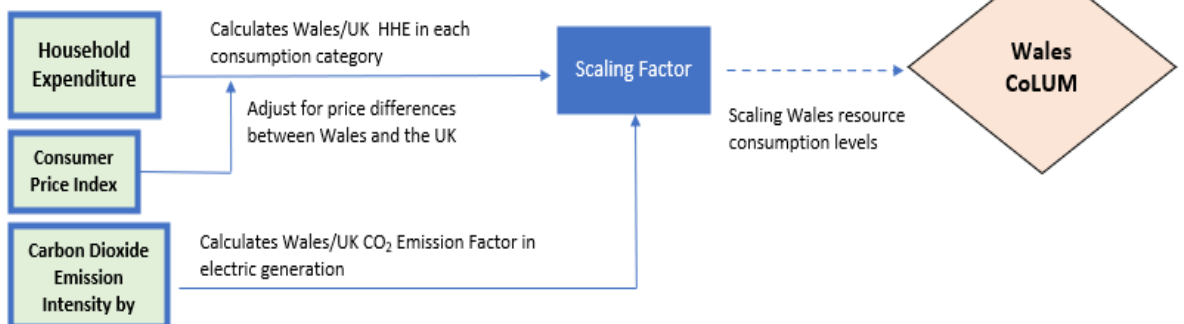 Household
Expenditure
Calculates Wales/UK HHE in each
consumption category
Adjust for price differences
between Wales and the UK
Consumer
Price Index
Scaling Factor
Scaling Wales resource
consumption levels
Wales
CoLUM
Carbon Dioxide
Emission
Intensity by
Calculates Wales/UK CO₂ Emission Factor in
electric generation